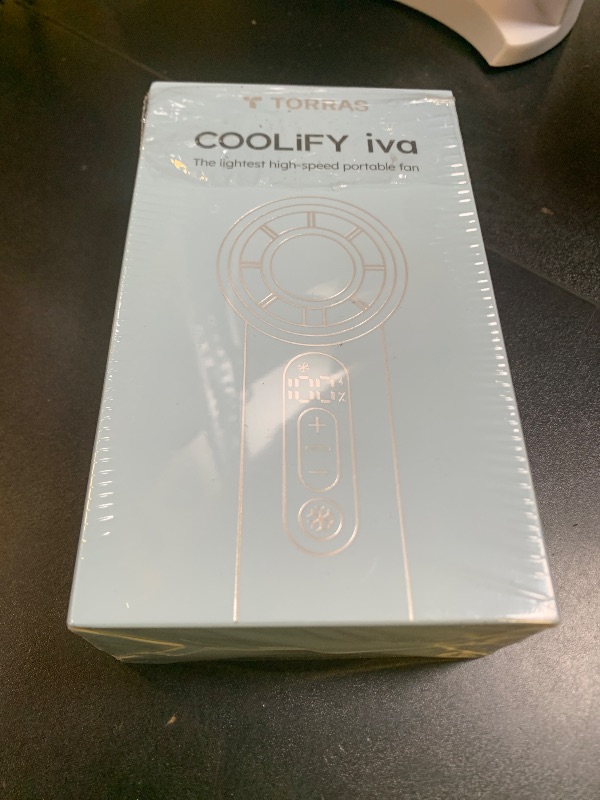 TORRAS
COOLiFY iva
The lightest high-speed portable fan
100%
+
-